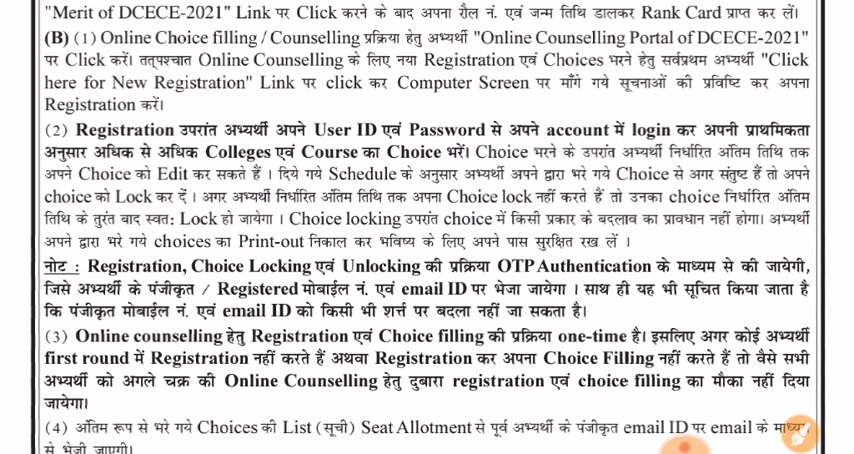 "Merit of DCECE-2021" Link पर Click करने के बाद अपना रौल नं. एवं जन्म तिथि डालकर Rank Card प्राप्त कर लें।
(B) (1) Online Choice filling / Counselling प्रक्रिया हेतु अभ्यर्थी "Online Counselling Portal of DCECE-2021"
पर Click करें। तत्पश्चात Online Counselling के लिए नया Registration एवं Choices भरने हेतु सर्वप्रथम अभ्यर्थी "Click
here for New Registration" Link पर click कर Computer Screen पर माँगे गये सूचनाओं की प्रविष्टि कर अपना
Registration करें।
(2) Registration उपरांत अभ्यर्थी अपने User ID एवं Password से अपने account में login कर अपनी प्राथमिकता
अनुसार अधिक से अधिक Colleges एवं Course का Choice भरें। Choice भरने के उपरांत अभ्यर्थी निर्धारित अंतिम तिथि तक
अपने Choice को Edit कर सकते हैं । दिये गये Schedule के अनुसार अभ्यर्थी अपने द्वारा भरे गये Choice से अगर संतुष्ट हैं तो अपने
choice को Lock कर दें । अगर अभ्यर्थी निर्धारित अंतिम तिथि तक अपना Choice lock नहीं करते हैं तो उनका choice निर्धारित अंतिम
तिथि के तुरंत बाद स्वत: Lock हो जायेगा । Choice locking उपरांत choice में किसी प्रकार के बदलाव का प्रावधान नहीं होगा। अभ्यर्थी
अपने द्वारा भरे गये choices का Print-out निकाल कर भविष्य के लिए अपने पास सुरक्षित रख लें ।
नोट : Registration, Choice Locking एवं Unlocking की प्रक्रिया OTP Authentication के माध्यम से की जायेगी,
जिसे अभ्यर्थी के पंजीकृत / Registered मोबाईल नं. एवं email ID पर भेजा जायेगा । साथ ही यह भी सूचित किया जाता है
कि पंजीकृत मोबाईल नं. एवं email ID को किसी भी शर्त्त पर बदला नहीं जा सकता है।
(3) Online counselling हेतु Registration एवं Choice filling की प्रक्रिया one-time है। इसलिए अगर कोई अभ्यर्थी
first round में Registration नहीं करते हैं अथवा Registration कर अपना Choice Filling नहीं करते हैं तो वैसे सभी
अभ्यर्थी को अगले चक्र की Online Counselling हेतु दुबारा registration एवं choice filling का मौका नहीं दिया
जायेगा।
(4) अंतिम रूप से भरे गये Choices की List (सूची) Seat Allotment से पूर्व अभ्यर्थी के पंजीकृत email ID पर email के माध्यम
से भेजी जाएगी।